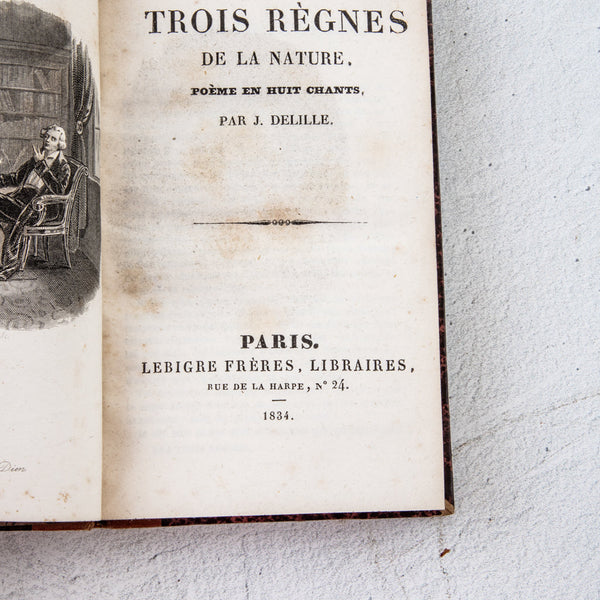 TROIS RÈGNES
DE LA NATURE,
POÈME EN HUIT CHANTS,
PAR J. DELILLE.
PARIS.
LEBIGRE FRÈRES, LIBRAIRES,
RUE DE LA HARPE, N° 24.
1834.
Dien